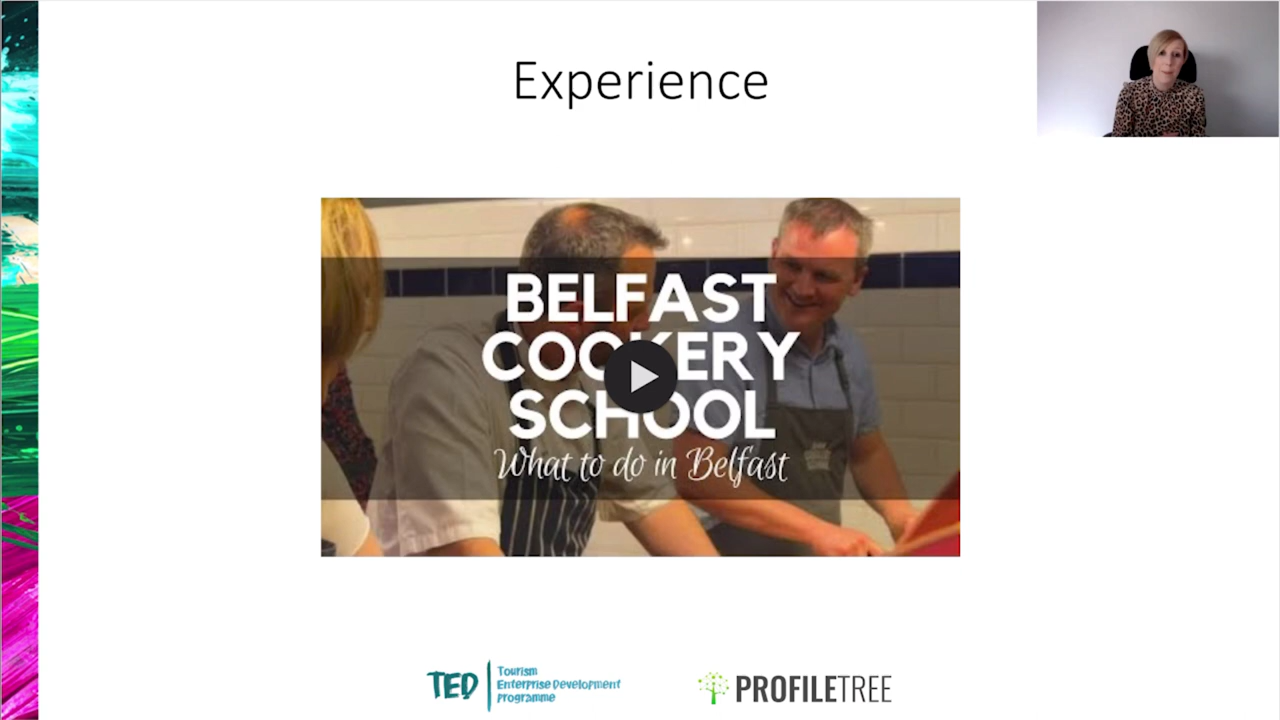 Experience
BELFAST
COOKERY
SCHOOL
What to do in Belfast
TED
Tourism
Enterprise Development
Programme
PROFILETREE